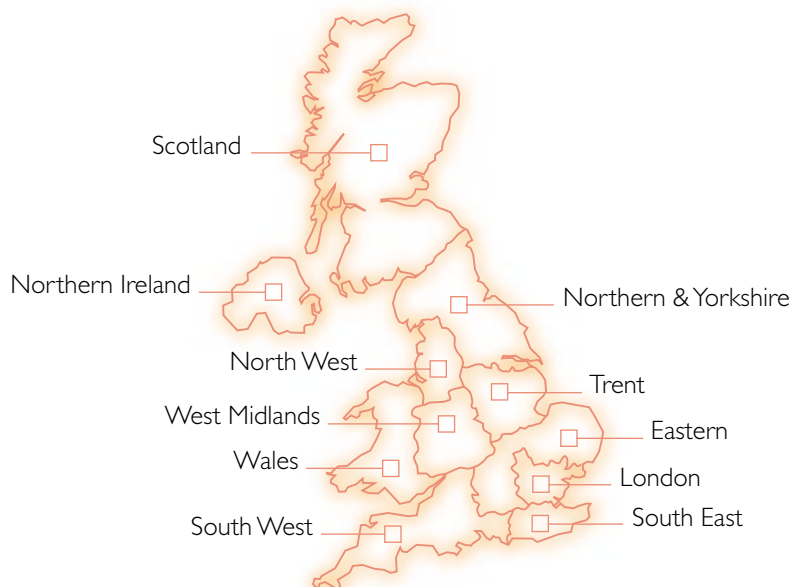 Scotland
Northern Ireland
Northern & Yorkshire
North West
Trent
West Midlands
Eastern
Wales
London
South East
South West